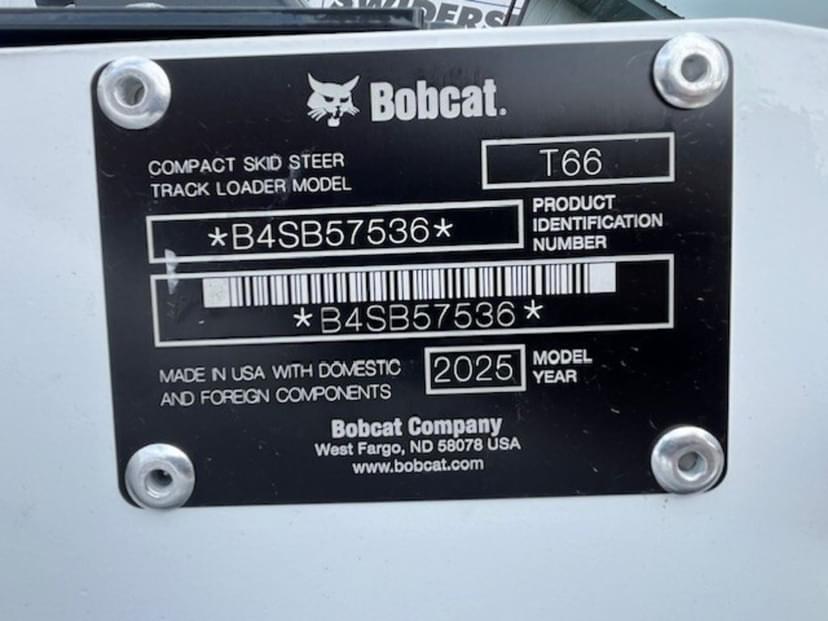 SWIDERS
Bobcat.
COMPACT SKID STEER
TRACK LOADER MODEL
T66
*B4SB57536*
PRODUCT
IDENTIFICATION
NUMBER
*B4SB57536*
MADE IN USA WITH DOMESTIC
AND FOREIGN COMPONENTS
2025
MODEL
YEAR
Bobcat Company
West Fargo, ND 58078 USA
www.bobcat.com